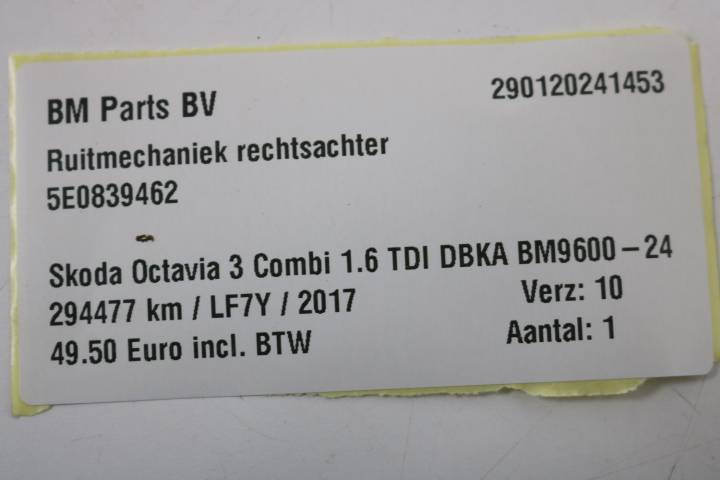 BM Parts BV 290120241453
Ruitmechaniek rechtsachter
5E0839462
Skoda Octavia 3 Combi 1.6 TDI DBKA BM9600-24
294477 km / LF7Y / 2017 Verz: 10
49.50 Euro incl. BTW Aantal: 1